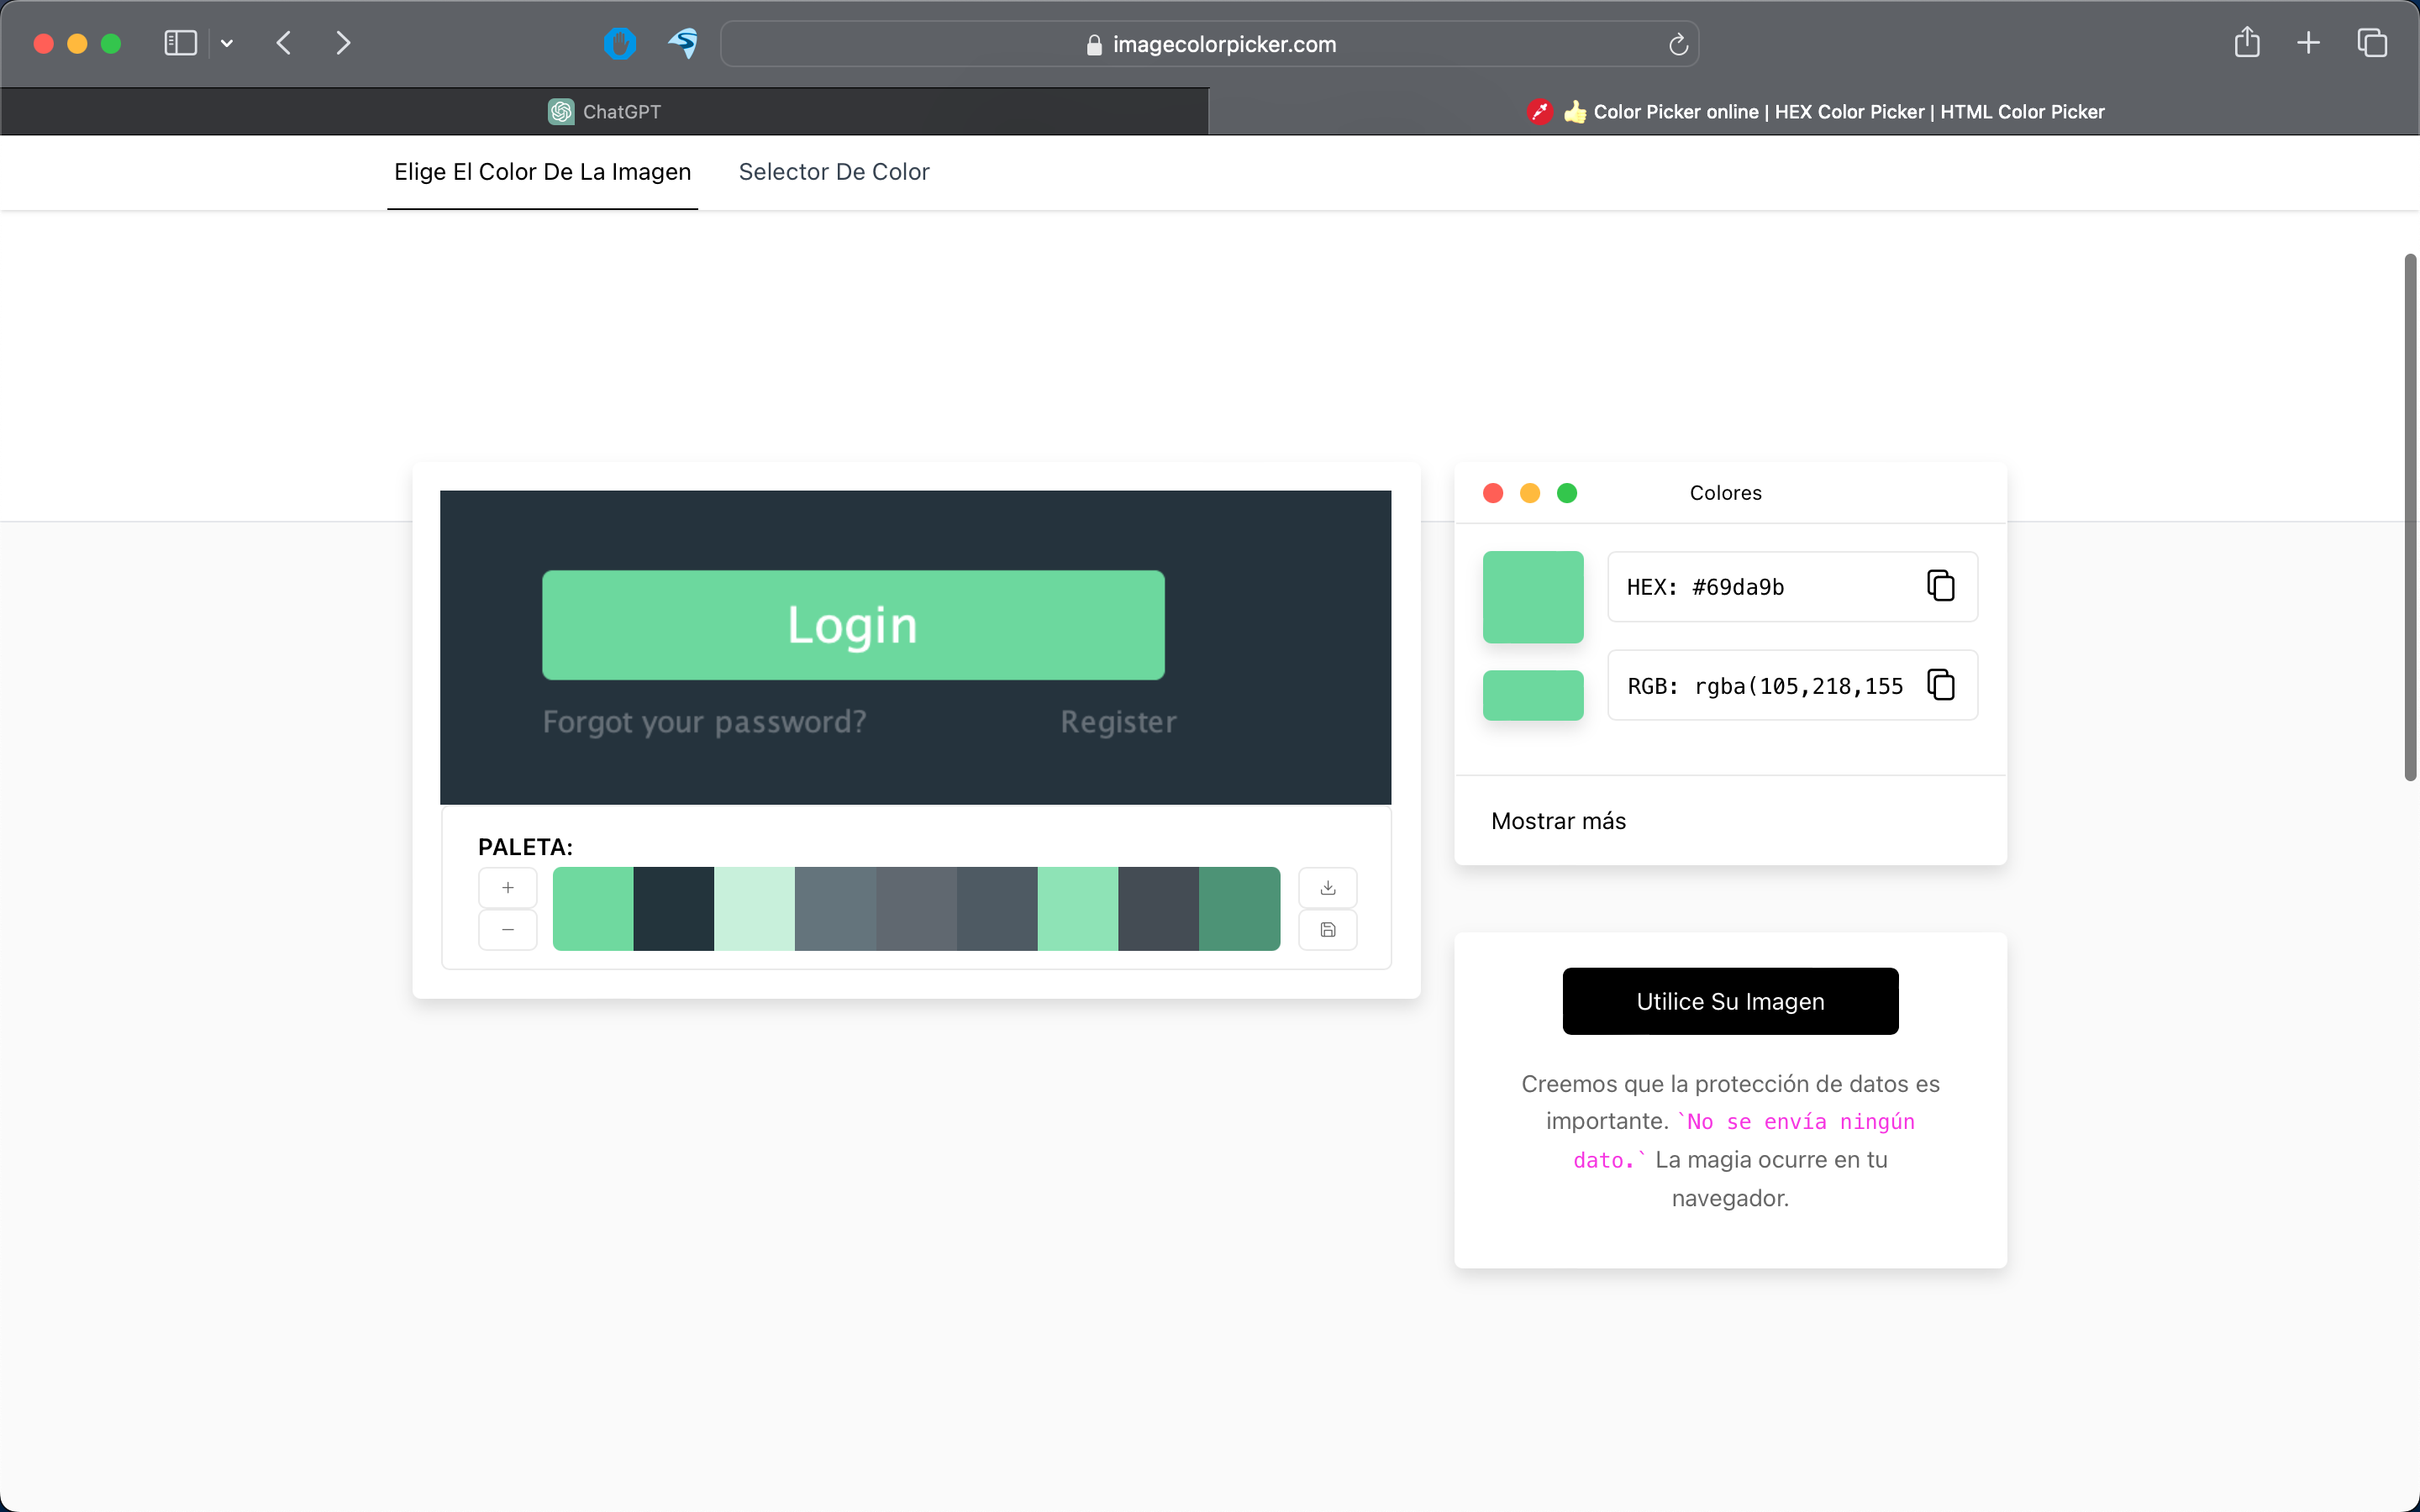 imagecolorpicker.com
ChatGPT
👍 Color Picker online | HEX Color Picker | HTML Color Picker
Elige El Color De La Imagen
Selector De Color
Login
Forgot your password?
Register
PALETA:
Colores
HEX: #69da9b
RGB: rgba(105,218,155
Mostrar más
Utilice Su Imagen
Creemos que la protección de datos es
importante. `No se envía ningún
dato.` La magia ocurre en tu
navegador.